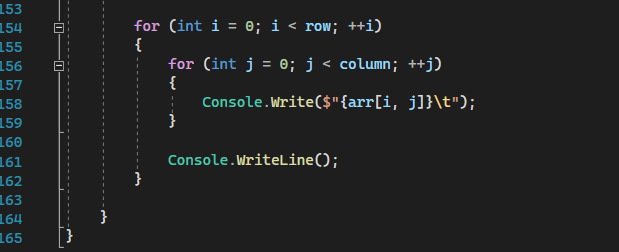 153
154 for (int i = 0; i < row; ++i)
155 {
156 for (int j = 0; j < column; ++j)
157 {
158 Console.Write($"{arr[i, j]}\t");
159 }
160
161 Console.WriteLine();
162 }
163
164 }
165 }